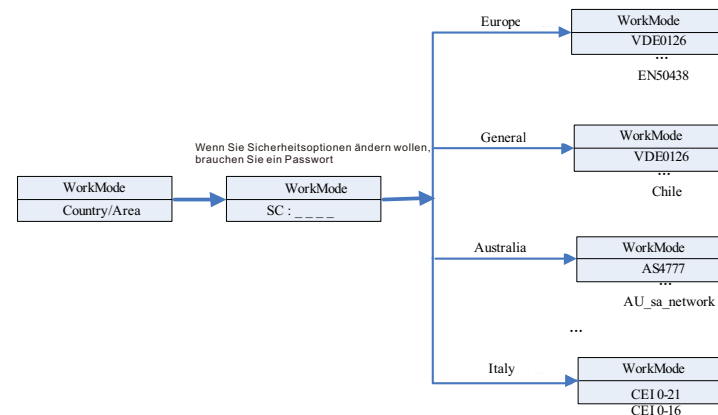 Europe
WorkMode
VDE0126
...
EN50438
Wenn Sie Sicherheitsoptionen ändern wollen,
brauchen Sie ein Passwort
General
WorkMode
VDE0126
...
Chile
WorkMode
Country/Area
WorkMode
SC : _ _ _ _
Australia
WorkMode
AS4777
...
AU_sa_network
...
Italy
WorkMode
CEI 0-21
CEI 0-16